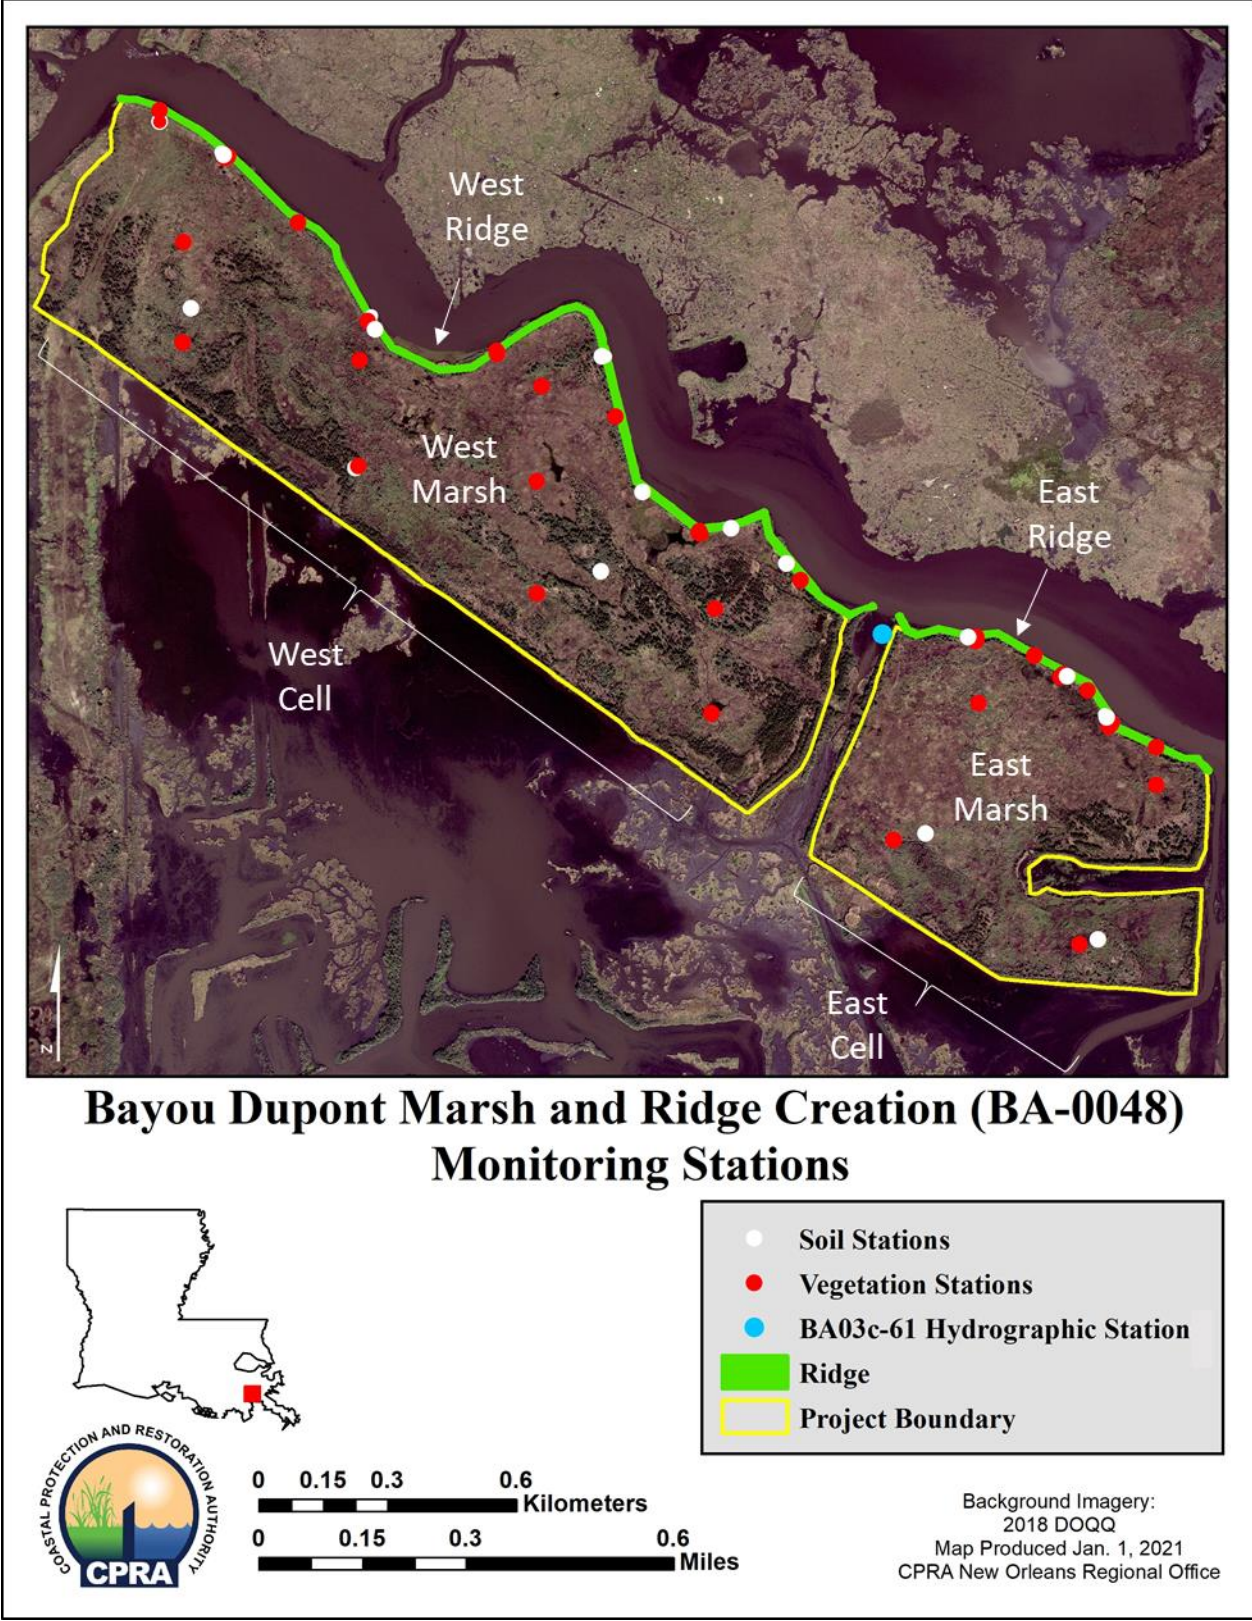 West
Ridge
West
Marsh
East
Ridge
West
Cell
East
Marsh
East
Cell
N
Bayou Dupont Marsh and Ridge Creation (BA-0048)
Monitoring Stations
Soil Stations
Vegetation Stations
BA03c-61 Hydrographic Station
Ridge
Project Boundary
COASTAL PROTECTION AND RESTORATION AUTHORITY
CPRA
0 0.15 0.3 0.6
Kilometers
0 0.15 0.3 0.6
Miles
Background Imagery:
2018 DOQQ
Map Produced Jan. 1, 2021
CPRA New Orleans Regional Office